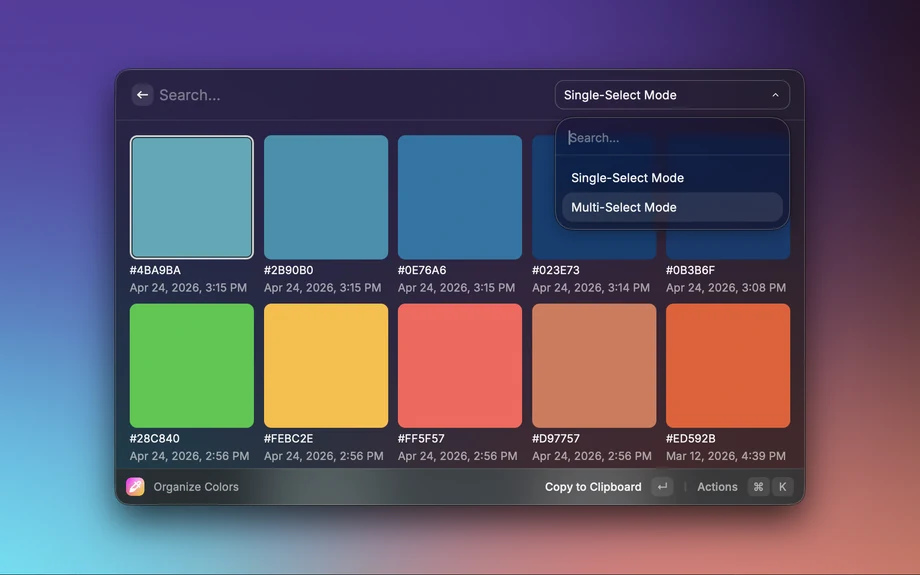 Search...
Single-Select Mode
Search...
Single-Select Mode
Multi-Select Mode
#4BA9BA
#2B90B0
#0E76A6
#023E73
#0B3B6F
Apr 24, 2026, 3:15 PM
Apr 24, 2026, 3:15 PM
Apr 24, 2026, 3:15 PM
Apr 24, 2026, 3:14 PM
Apr 24, 2026, 3:08 PM
#28C840
#FEBC2E
#FF5F57
#D97757
#ED592B
Apr 24, 2026, 2:56 PM
Apr 24, 2026, 2:56 PM
Apr 24, 2026, 2:56 PM
Apr 24, 2026, 2:56 PM
Mar 12, 2026, 4:39 PM
Organize Colors
Copy to Clipboard ↵
Actions ⌘ K